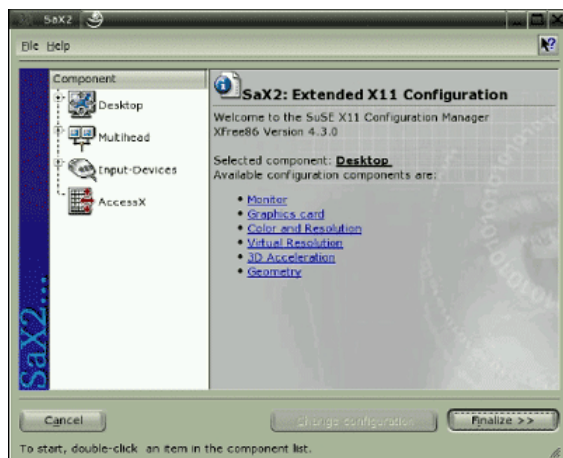 SaX2
File Help
Component
Desktop
Multihead
Input-Devices
AccessX
SaX2: Extended X11 Configuration
Welcome to the SuSE X11 Configuration Manager
XFree86 Version 4.3.0
Selected component: Desktop
Available configuration components are:
Monitor
Graphics card
Color and Resolution
Virtual Resolution
3D Acceleration
Geometry
SaX2...
Cancel
Change configuration
Finalize >>
To start, double-click an item in the component list.